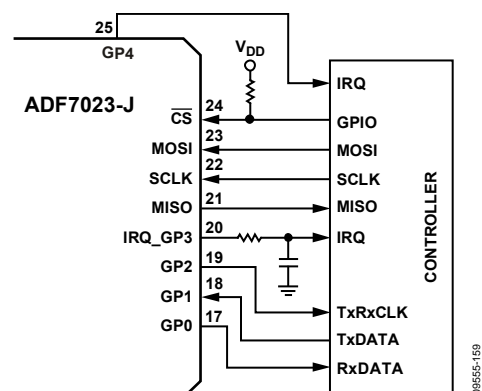 25
GP4
VDD
ADF7023-J
CS
24
MOSI
23
SCLK
22
MISO
21
IRQ_GP3
20
GP2
19
GP1
18
GP0
17
IRQ
GPIO
MOSI
SCLK
MISO
IRQ
TxRxCLK
TxDATA
RxDATA
CONTROLLER
09555-159